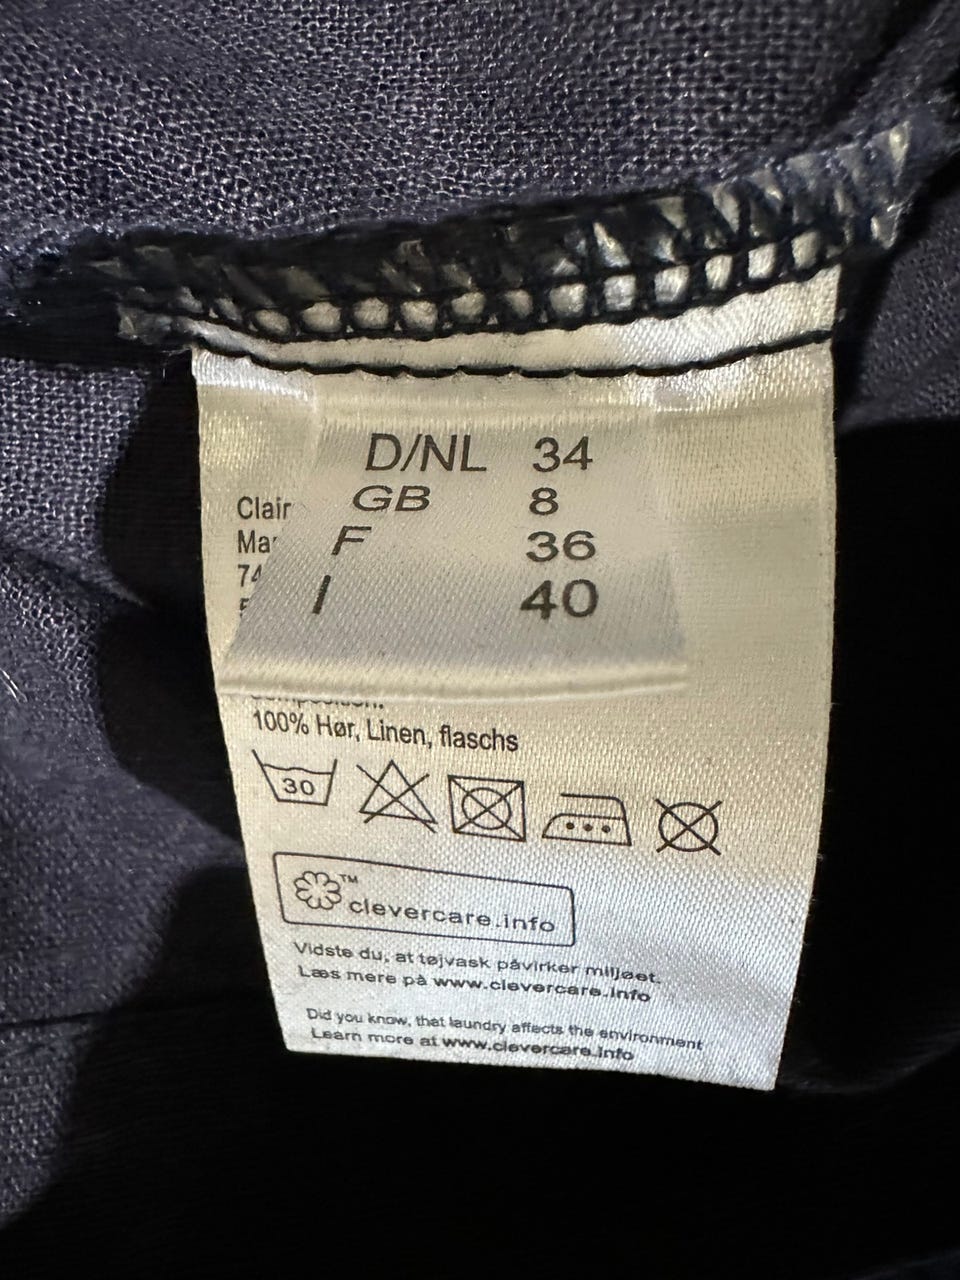 D/NL 34
GB 8
F 36
I 40
Clair
100% Hør, Linen, flaschs
30
™
clevercare.info
Vidste du, at tøjvask påvirker miljøet.
Læs mere på www.clevercare.info
Did you know, that laundry affects the environment
Learn more at www.clevercare.info